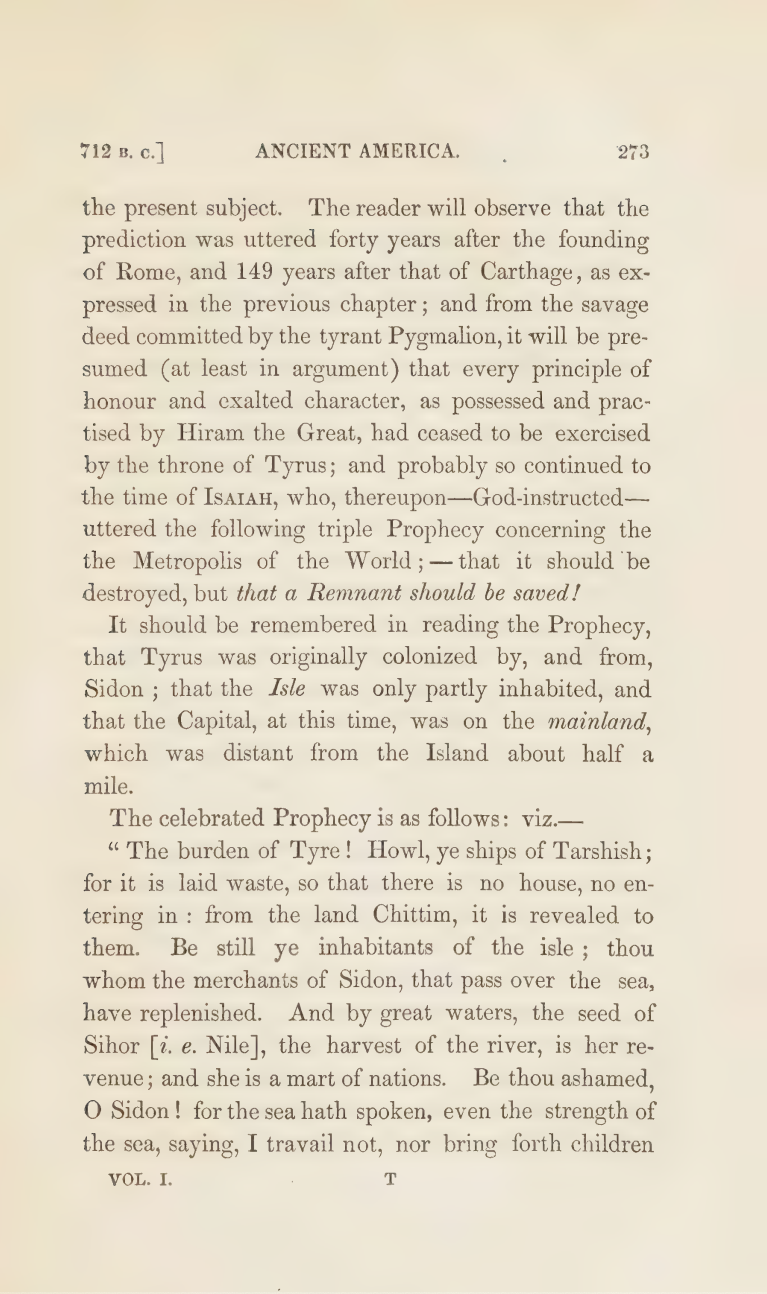 712 B. C.] ANCIENT AMERICA. 273
the present subject. The reader will observe that the
prediction was uttered forty years after the founding
of Rome, and 149 years after that of Carthage, as ex-
pressed in the previous chapter; and from the savage
deed committed by the tyrant Pygmalion, it will be pre-
sumed (at least in argument) that every principle of
honour and exalted character, as possessed and prac-
tised by Hiram the Great, had ceased to be exercised
by the throne of Tyrus; and probably so continued to
the time of ISAIAH, who, thereupon—God-instructed—
uttered the following triple Prophecy concerning the
the Metropolis of the World;—that it should be
destroyed, but that a Remnant should be saved!
It should be remembered in reading the Prophecy,
that Tyrus was originally colonized by, and from,
Sidon; that the Isle was only partly inhabited, and
that the Capital, at this time, was on the mainland,
which was distant from the Island about half a
mile.
The celebrated Prophecy is as follows: viz.—
“ The burden of Tyre! Howl, ye ships of Tarshish;
for it is laid waste, so that there is no house, no en-
tering in: from the land Chittim, it is revealed to
them. Be still ye inhabitants of the isle; thou
whom the merchants of Sidon, that pass over the sea,
have replenished. And by great waters, the seed of
Sihor [i. e. Nile], the harvest of the river, is her re-
venue; and she is a mart of nations. Be thou ashamed,
O Sidon! for the sea hath spoken, even the strength of
the sea, saying, I travail not, nor bring forth children
VOL. I. T